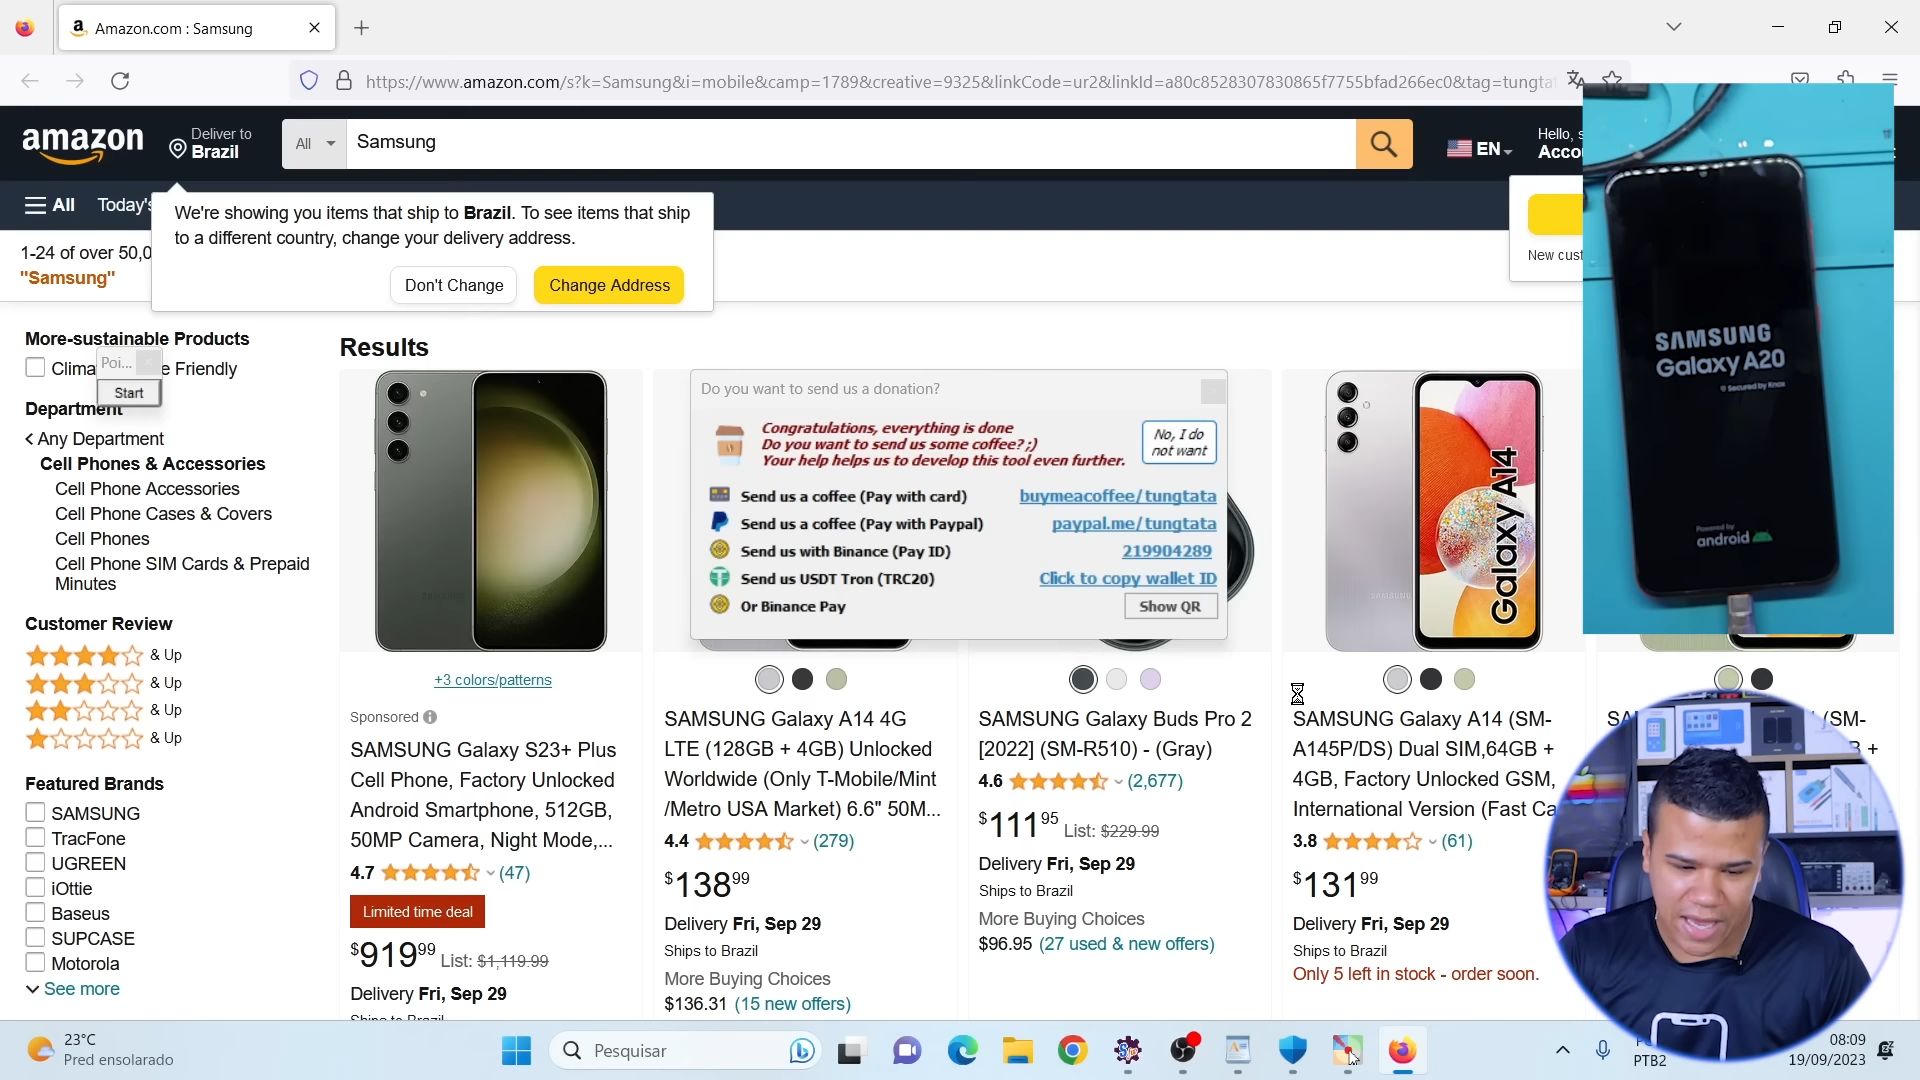 Amazon.com : Samsung
https://www.amazon.com/s?k=Samsung&i=mobile&camp=1789&creative=9325&linkCode=ur2&linkId=a80c8528307830865f7755bfad266ec0&tag=tungta
amazon
Deliver to
Brazil
All
Samsung
EN
Hello, s
Accou
All
Today's
We're showing you items that ship to Brazil. To see items that ship
to a different country, change your delivery address.
Don't Change
Change Address
New cust
1-24 of over 50,0
"Samsung"
More-sustainable Products
Clima
e Friendly
Poi...
Start
Department
Any Department
Cell Phones & Accessories
Cell Phone Accessories
Cell Phone Cases & Covers
Cell Phones
Cell Phone SIM Cards & Prepaid
Minutes
Customer Review
& Up
& Up
& Up
& Up
Featured Brands
SAMSUNG
TracFone
UGREEN
iOttie
Baseus
SUPCASE
Motorola
See more
Results
Do you want to send us a donation?
Congratulations, everything is done
Do you want to send us some coffee? ;)
Your help helps us to develop this tool even further.
No, I do
not want
Send us a coffee (Pay with card)
buymeacoffee/tungtata
Send us a coffee (Pay with Paypal)
paypal.me/tungtata
Send us with Binance (Pay ID)
219904289
Send us USDT Tron (TRC20)
Click to copy wallet ID
Or Binance Pay
Show QR
+3 colors/patterns
Sponsored
SAMSUNG Galaxy S23+ Plus
Cell Phone, Factory Unlocked
Android Smartphone, 512GB,
50MP Camera, Night Mode,...
4.7
(47)
Limited time deal
$919 99 List: $1,119.99
Delivery Fri, Sep 29
Ships to Brazil
SAMSUNG Galaxy A14 4G
LTE (128GB + 4GB) Unlocked
Worldwide (Only T-Mobile/Mint
/Metro USA Market) 6.6" 50M...
4.4
(279)
$138 99
Delivery Fri, Sep 29
Ships to Brazil
More Buying Choices
$136.31 (15 new offers)
SAMSUNG Galaxy Buds Pro 2
[2022] (SM-R510) - (Gray)
4.6
(2,677)
$111 95 List: $229.99
Delivery Fri, Sep 29
Ships to Brazil
More Buying Choices
$96.95 (27 used & new offers)
Galaxy A14
SAMSUNG Galaxy A14 (SM-
A145P/DS) Dual SIM,64GB +
4GB, Factory Unlocked GSM,
International Version (Fast Ca
3.8
(61)
$131 99
Delivery Fri, Sep 29
Ships to Brazil
Only 5 left in stock - order soon.
(SM-
+
SAMSUNG
Galaxy A20
Secured by Knox
Powered by
android
23°C
Pred ensolarado
Pesquisar
PTB2
08:09
19/09/2023